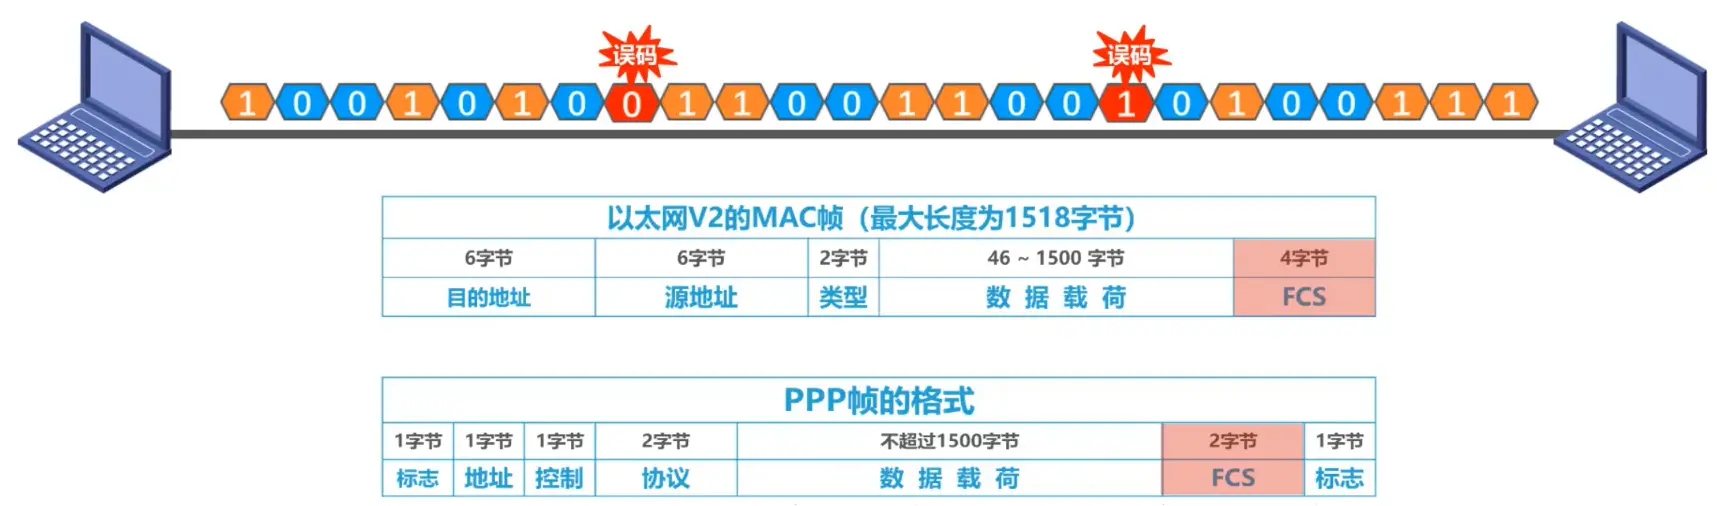 误码 误码
1 0 0 1 0 1 0 0 1 1 0 0 1 1 0 0 1 0 1 0 0 1 1 1
以太网V2的MAC帧（最大长度为1518字节）
6字节 6字节 2字节 46 ~ 1500 字节 4字节
目的地址 源地址 类型 数 据 载 荷 FCS
PPP帧的格式
1字节 1字节 1字节 2字节 不超过1500字节 2字节 1字节
标志 地址 控制 协议 数 据 载 荷 FCS 标志